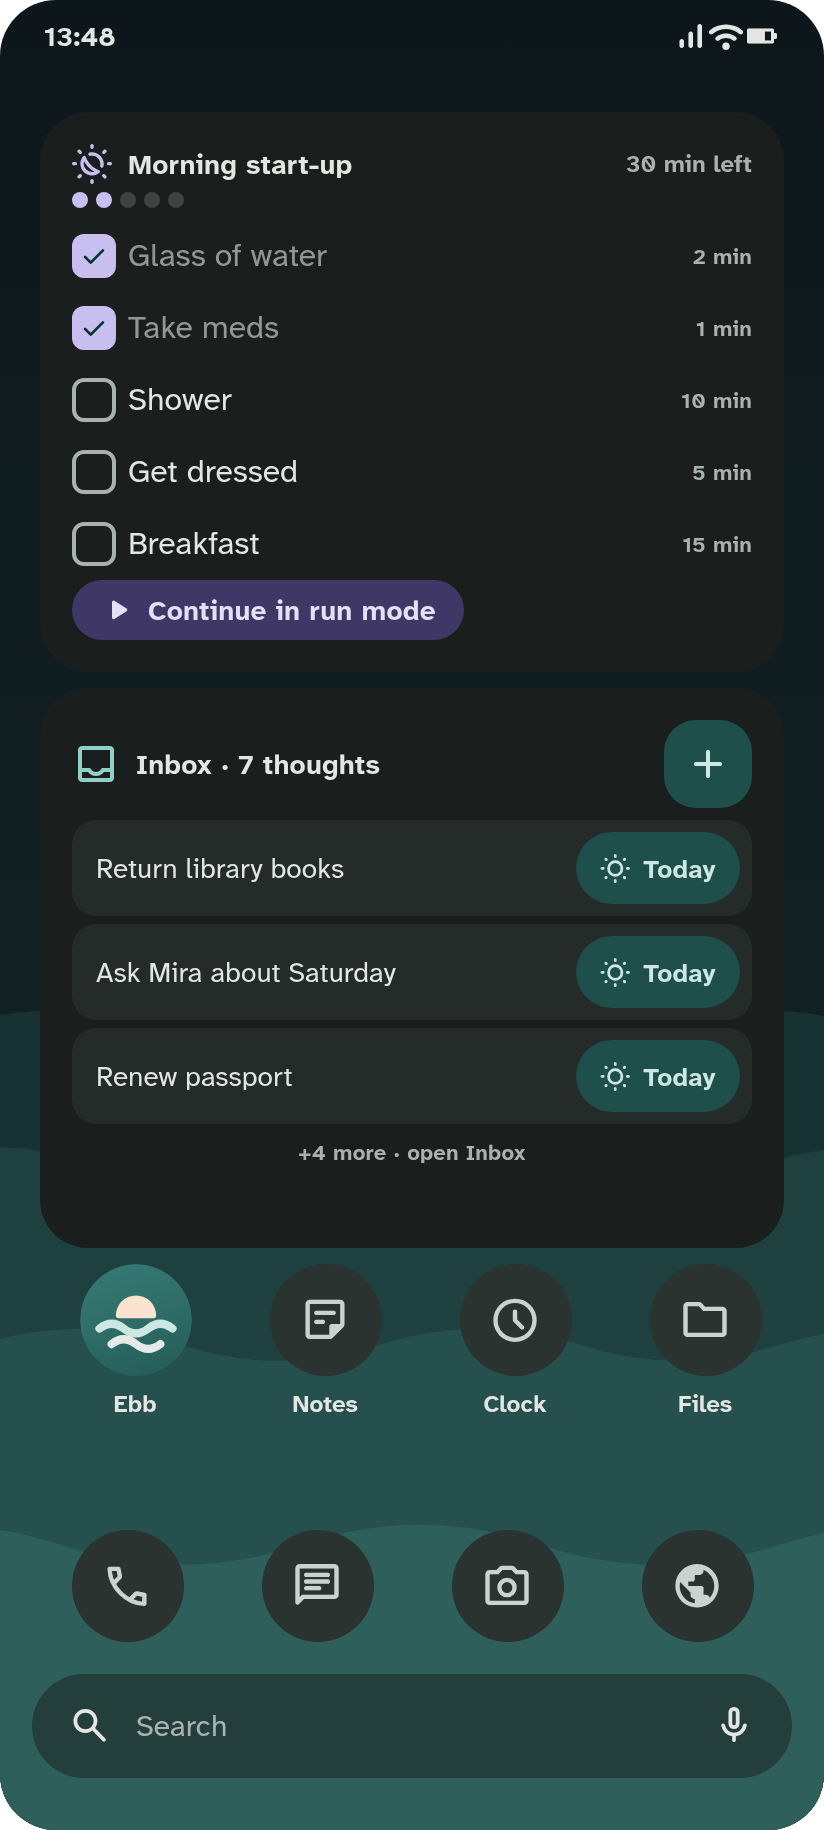 13:48
Morning start-up
30 min left
Glass of water
2 min
Take meds
1 min
Shower
10 min
Get dressed
5 min
Breakfast
15 min
Continue in run mode
Inbox · 7 thoughts
Return library books
Today
Ask Mira about Saturday
Today
Renew passport
Today
+4 more · open Inbox
Ebb
Notes
Clock
Files
Search